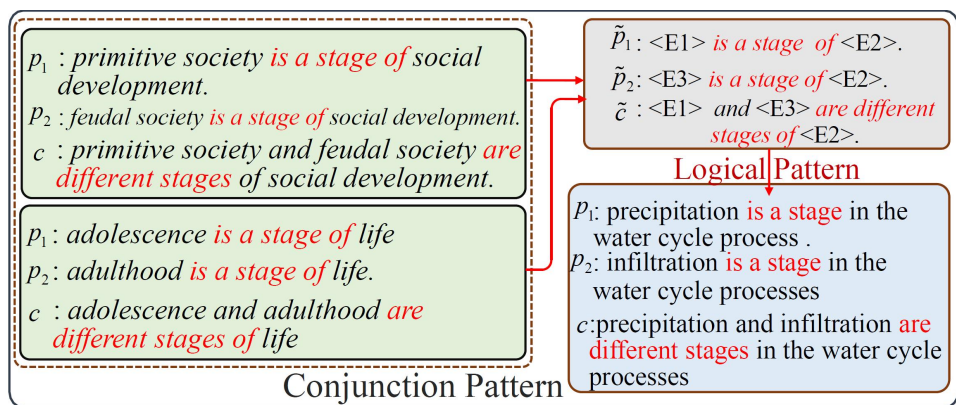 p1 : primitive society is a stage of social
development.
p2 : feudal society is a stage of social development.
c : primitive society and feudal society are
different stages of social development.
p1 : adolescence is a stage of life
p2 : adulthood is a stage of life.
c : adolescence and adulthood are
different stages of life
p̃1 : <E1> is a stage of <E2>.
p̃2 : <E3> is a stage of <E2>.
c̃ : <E1> and <E3> are different
stages of <E2>.
Logical Pattern
p1: precipitation is a stage in the
water cycle process .
p2: infiltration is a stage in the
water cycle processes
c:precipitation and infiltration are
different stages in the water cycle
processes
Conjunction Pattern